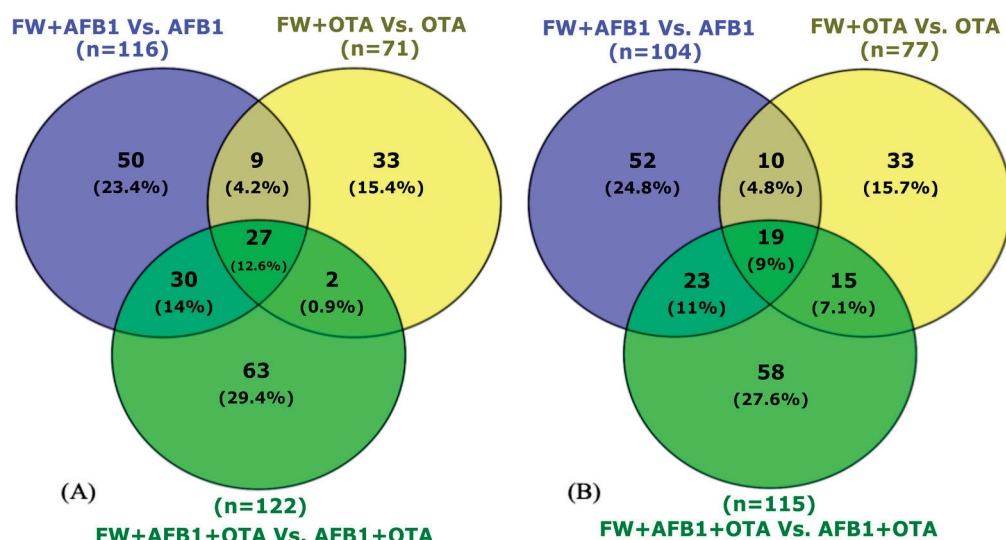 FW+AFB1 Vs. AFB1
(n=116)
FW+OTA Vs. OTA
(n=71)
50
(23.4%)
9
(4.2%)
33
(15.4%)
27
(12.6%)
30
(14%)
2
(0.9%)
63
(29.4%)
(A)
(n=122)
FW+AFB1+OTA Vs. AFB1+OTA
FW+AFB1 Vs. AFB1
(n=104)
FW+OTA Vs. OTA
(n=77)
52
(24.8%)
10
(4.8%)
33
(15.7%)
19
(9%)
23
(11%)
15
(7.1%)
58
(27.6%)
(B)
(n=115)
FW+AFB1+OTA Vs. AFB1+OTA